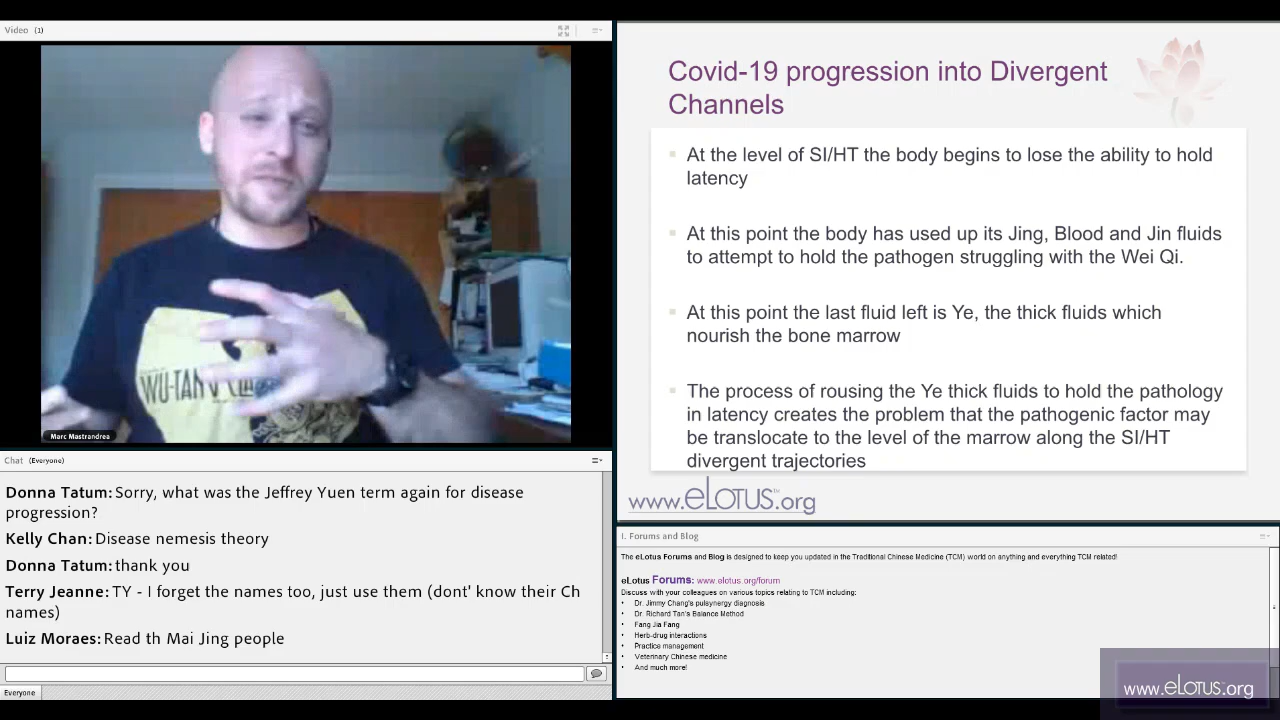 Video (1)
WU-TANG
Marc Mastrandrea
Chat (Everyone)
Donna Tatum: Sorry, what was the Jeffrey Yuen term again for disease
progression?
Kelly Chan: Disease nemesis theory
Donna Tatum: thank you
Terry Jeanne: TY - I forget the names too, just use them (dont' know their Ch
names)
Luiz Moraes: Read th Mai Jing people
Everyone
Covid-19 progression into Divergent
Channels
At the level of SI/HT the body begins to lose the ability to hold
latency
At this point the body has used up its Jing, Blood and Jin fluids
to attempt to hold the pathogen struggling with the Wei Qi.
At this point the last fluid left is Ye, the thick fluids which
nourish the bone marrow
The process of rousing the Ye thick fluids to hold the pathology
in latency creates the problem that the pathogenic factor may
be translocate to the level of the marrow along the SI/HT
divergent trajectories
www.eLOTUS.org
I. Forums and Blog
The eLotus Forums and Blog is designed to keep you updated in the Traditional Chinese Medicine (TCM) world on anything and everything TCM related!
eLotus Forums: www.elotus.org/forum
Discuss with your colleagues on various topics relating to TCM including:
• Dr. Jimmy Chang's pulsynergy diagnosis
• Dr. Richard Tan's Balance Method
• Fang Jia Fang
• Herb-drug interactions
• Practice management
• Veterinary Chinese medicine
• And much more!
www.eLOTUS.org